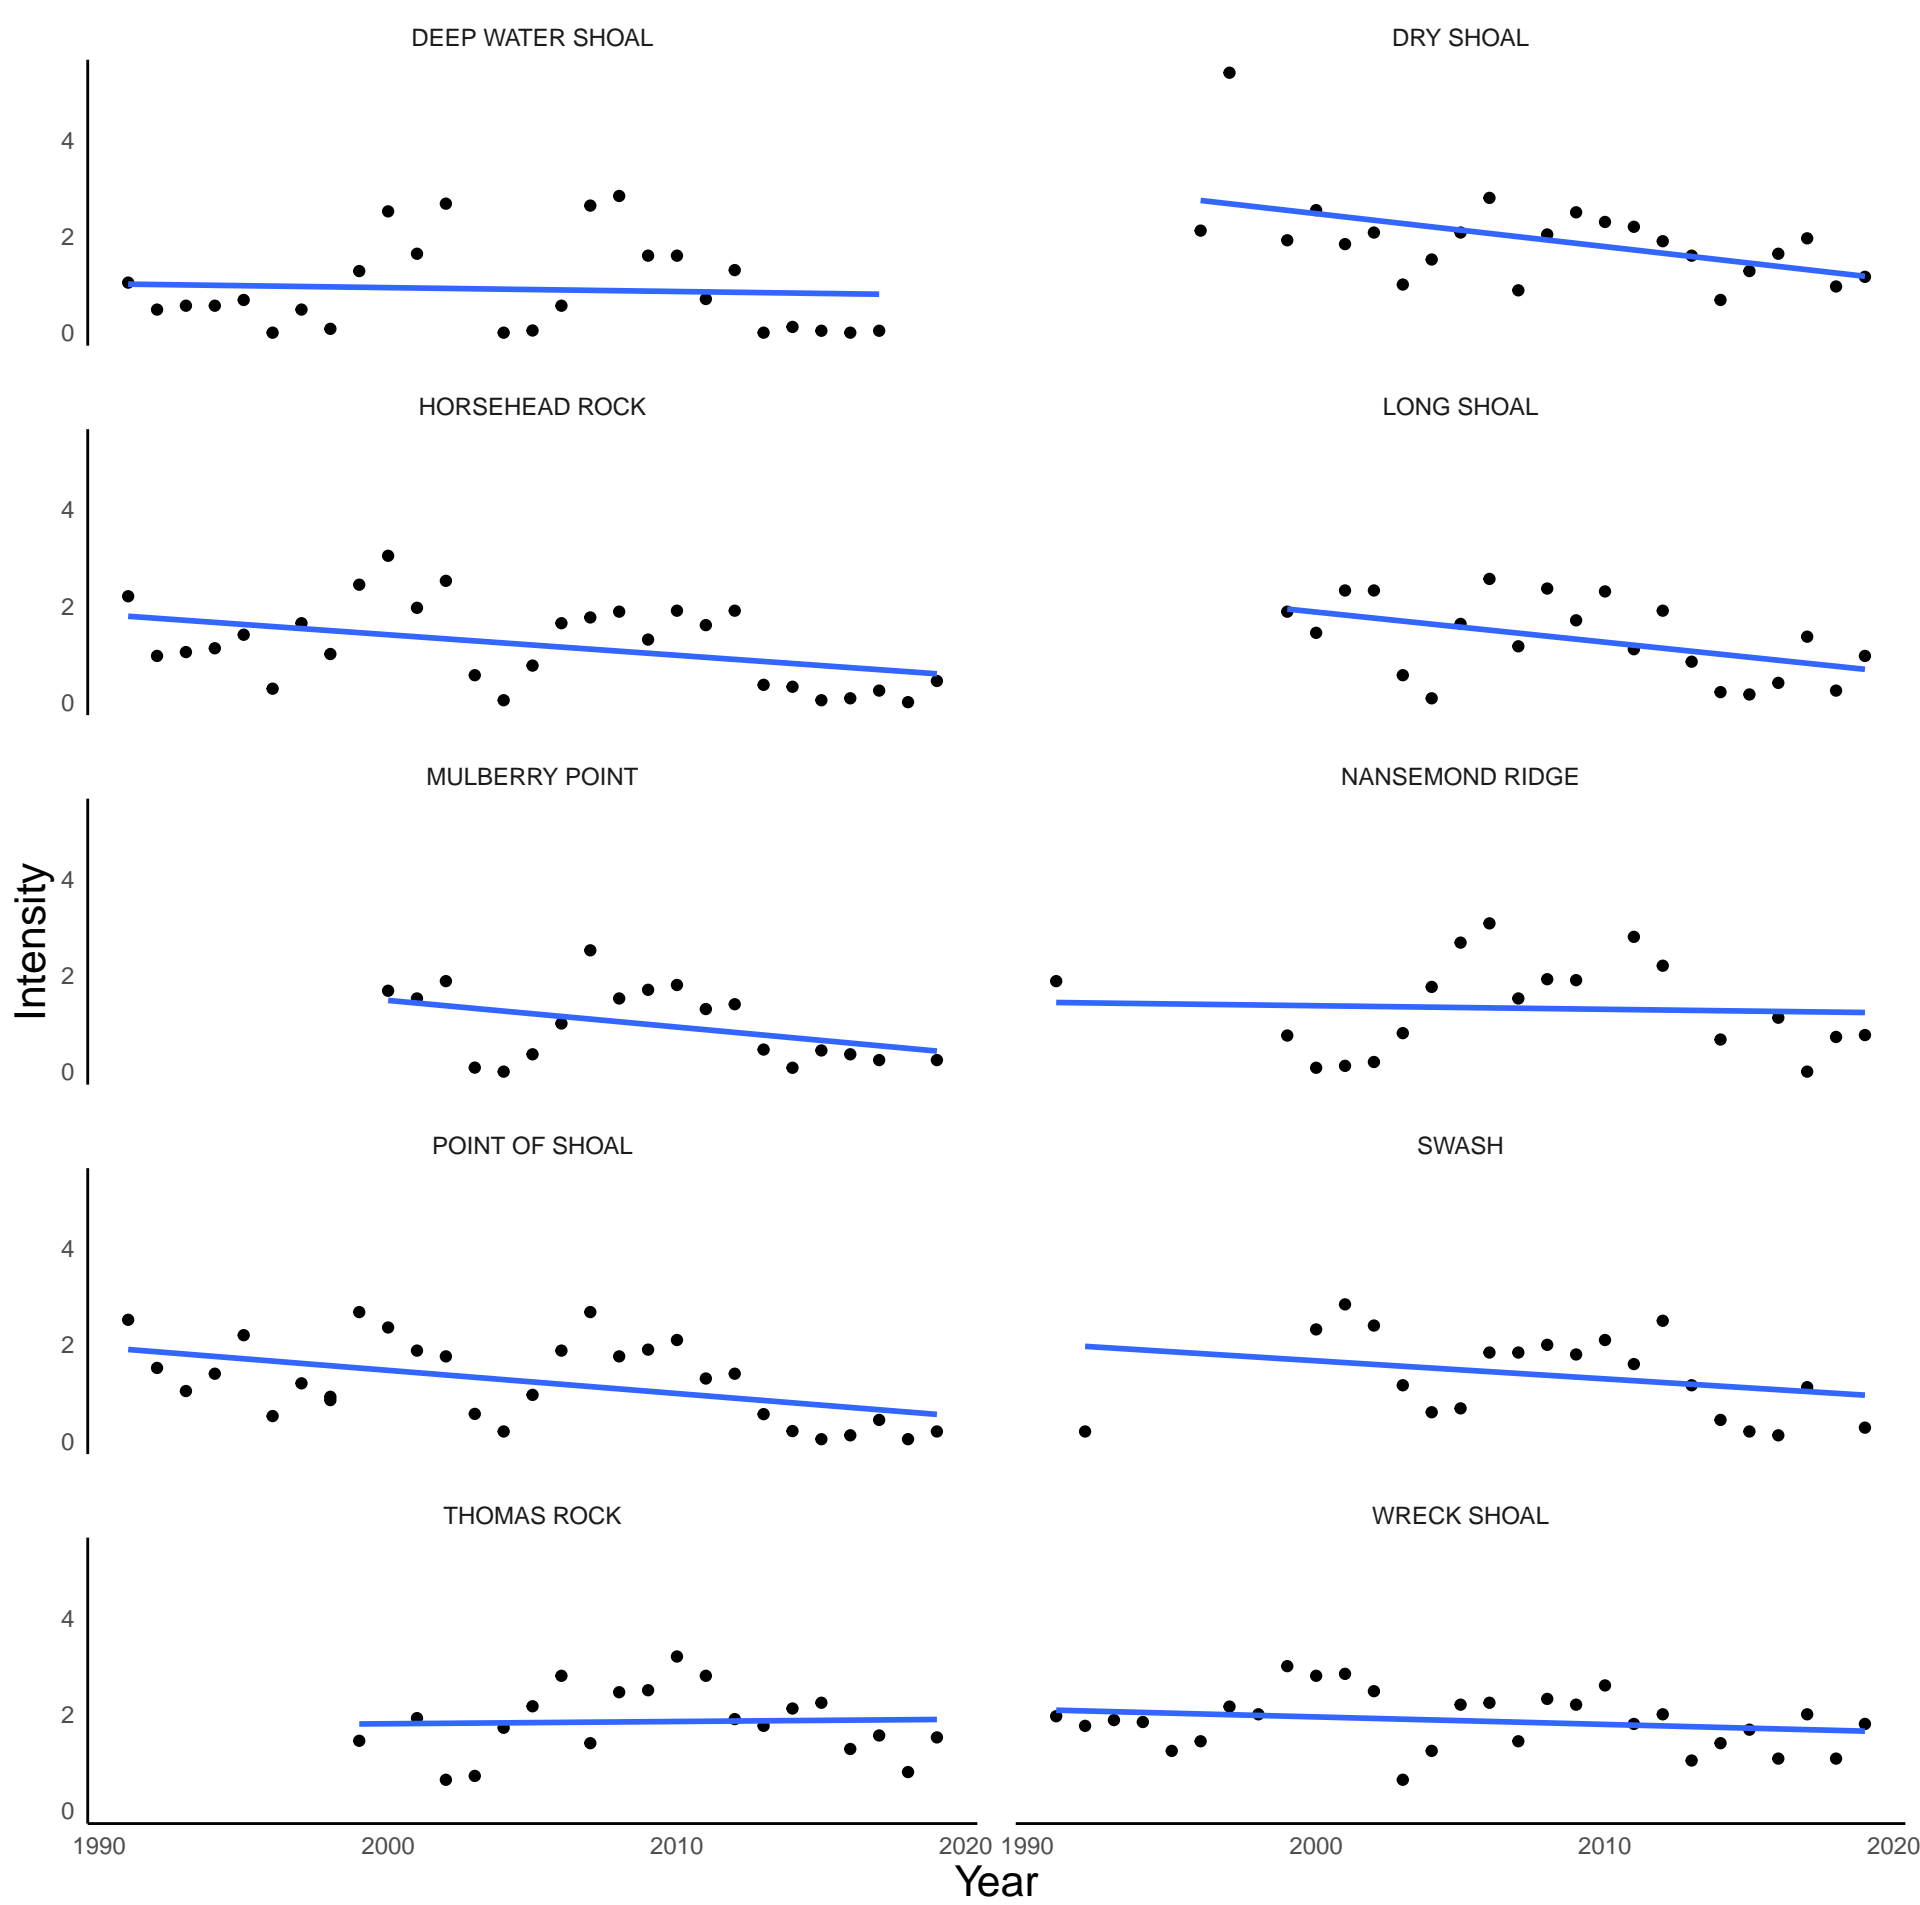 DEEP WATER SHOAL
DRY SHOAL
4
2
0
HORSEHEAD ROCK
LONG SHOAL
4
2
0
MULBERRY POINT
NANSEMOND RIDGE
4
2
0
Intensity
POINT OF SHOAL
SWASH
4
2
0
THOMAS ROCK
WRECK SHOAL
4
2
0
1990 2000 2010 2020 1990 2000 2010 2020
Year